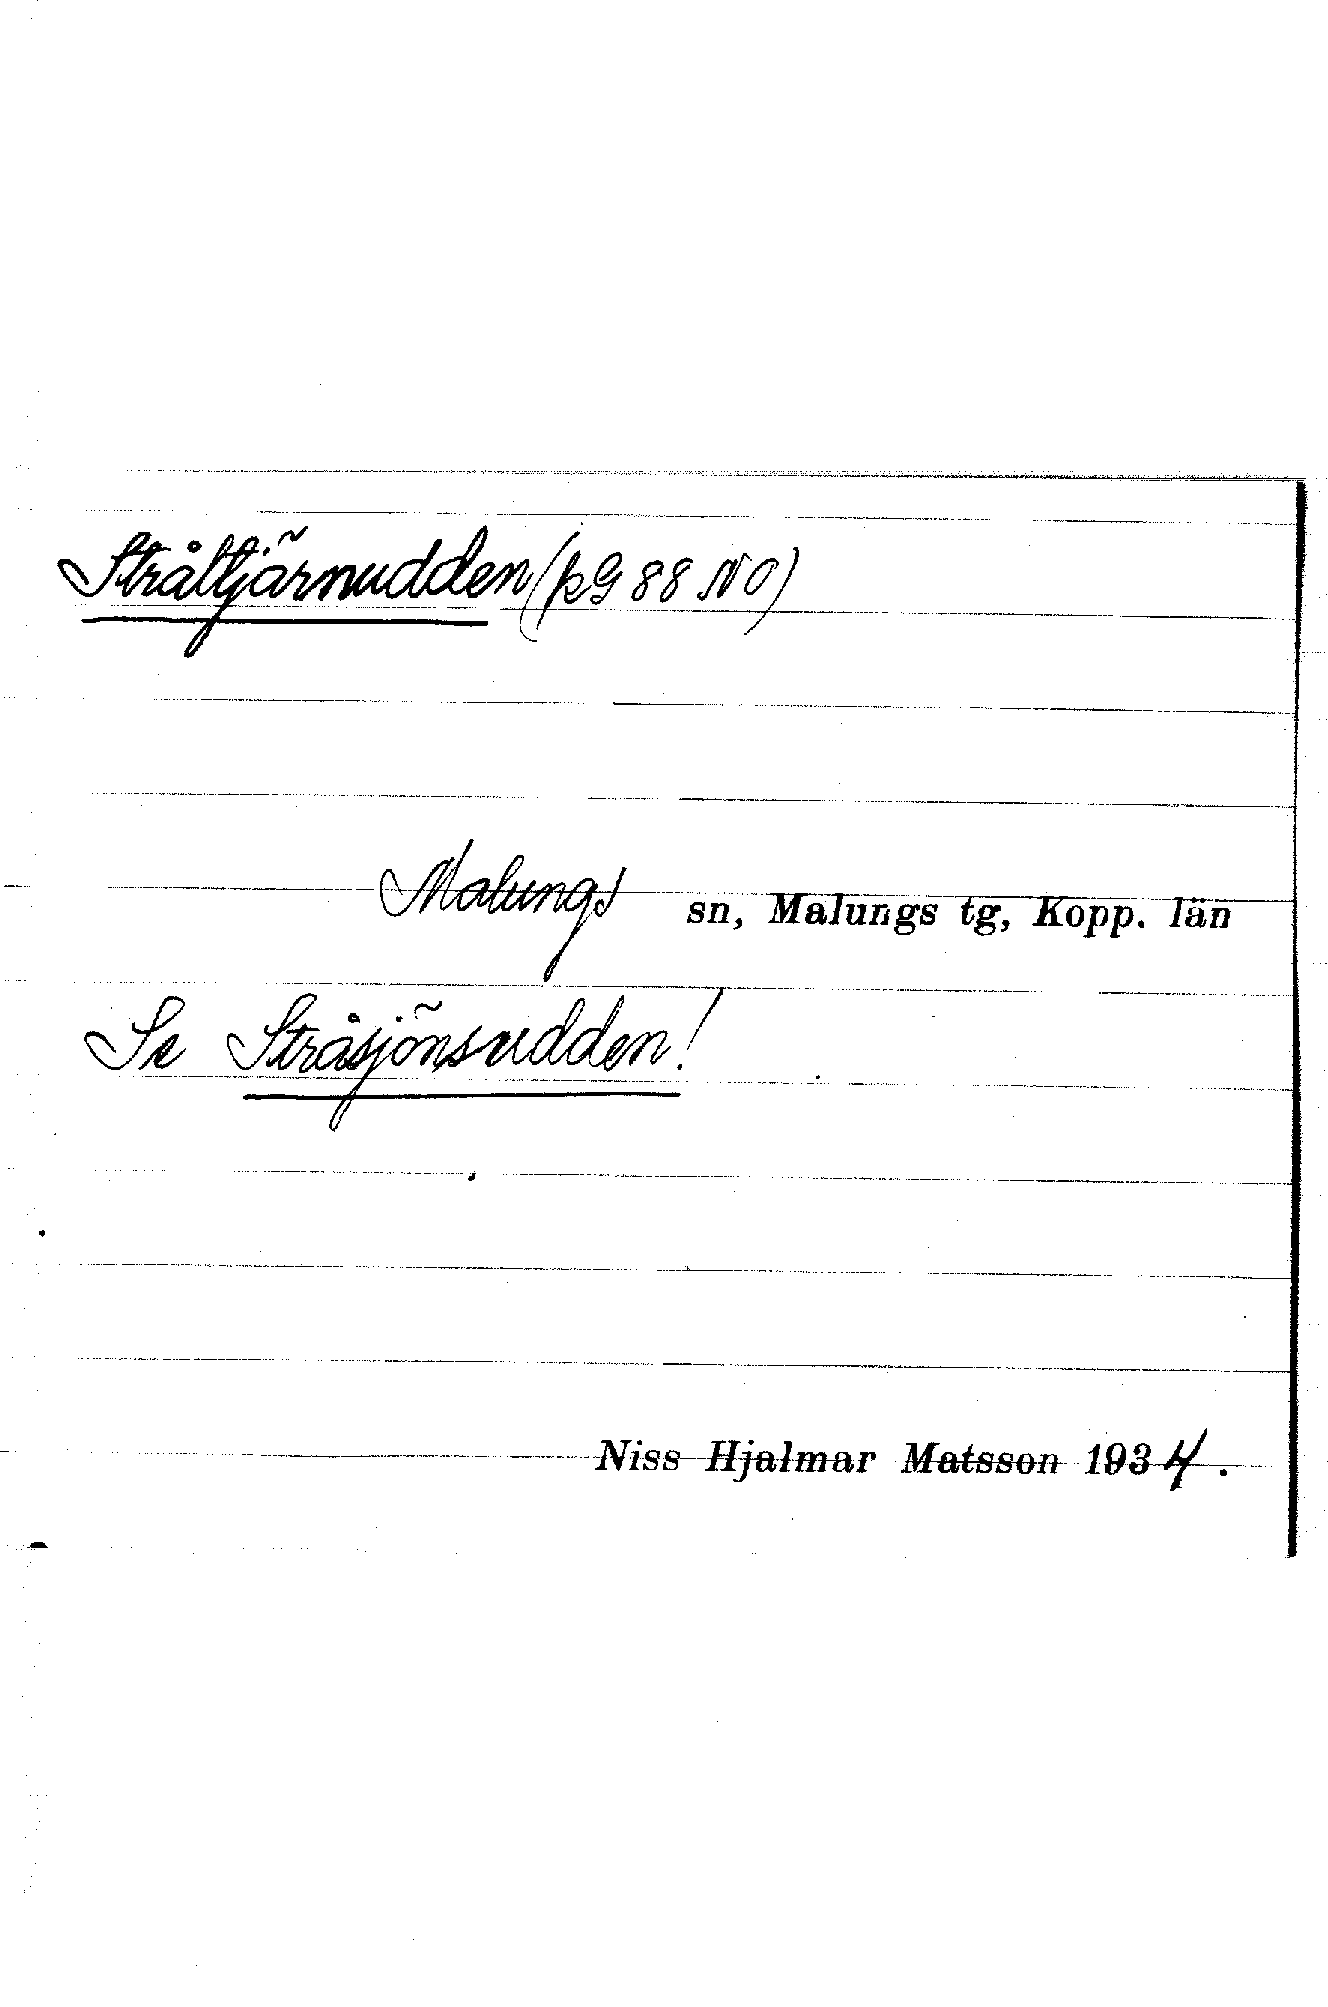 Stråltjärnudden (kG 88 NO)
Malungs sn, Malungs tg, Kopp. län
Se Stråsjönsudden!
Niss Hjalmar Matsson 1934.